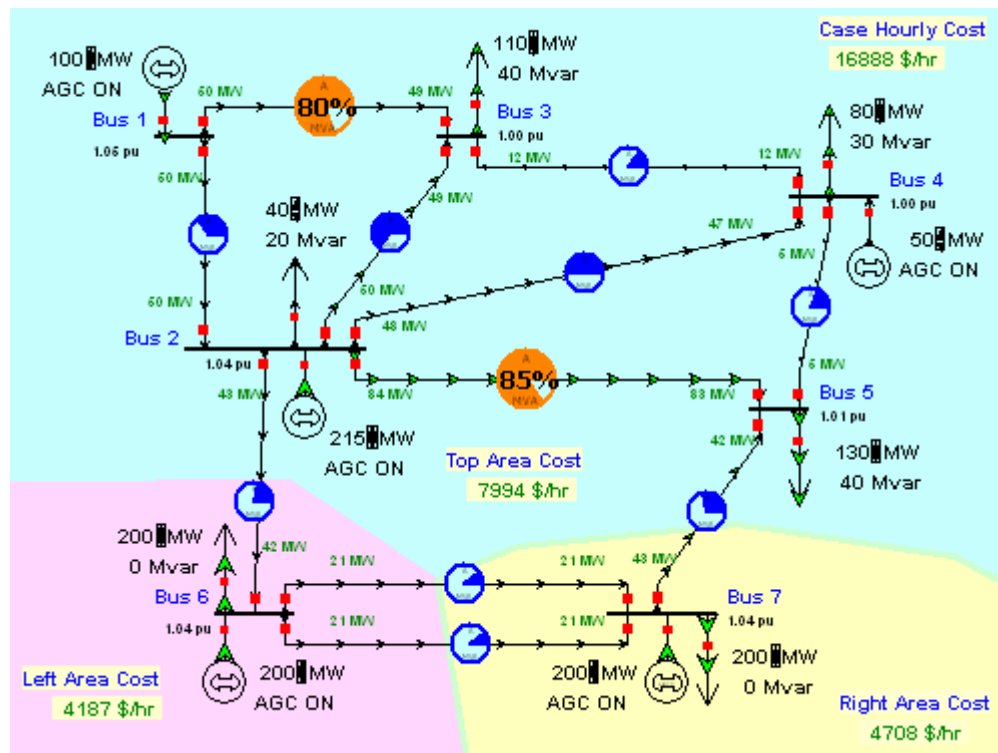 Case Hourly Cost
16888 $/hr
100 MW
AGC ON
Bus 1
1.05 pu
50 MW
A
80%
MVA
49 MW
110 MW
40 Mvar
Bus 3
1.00 pu
12 MW
12 MW
80 MW
30 Mvar
Bus 4
1.00 pu
50 MW
AGC ON
50 MW
50 MW
40 MW
20 Mvar
49 MW
50 MW
47 MW
48 MW
5 MW
5 MW
Bus 2
1.04 pu
43 MW
84 MW
A
85%
MVA
83 MW
Bus 5
1.01 pu
130 MW
40 Mvar
42 MW
215 MW
AGC ON
Top Area Cost
7994 $/hr
200 MW
0 Mvar
42 MW
Bus 6
1.04 pu
21 MW
21 MW
21 MW
21 MW
43 MW
Bus 7
1.04 pu
200 MW
0 Mvar
200 MW
AGC ON
200 MW
AGC ON
Left Area Cost
4187 $/hr
Right Area Cost
4708 $/hr